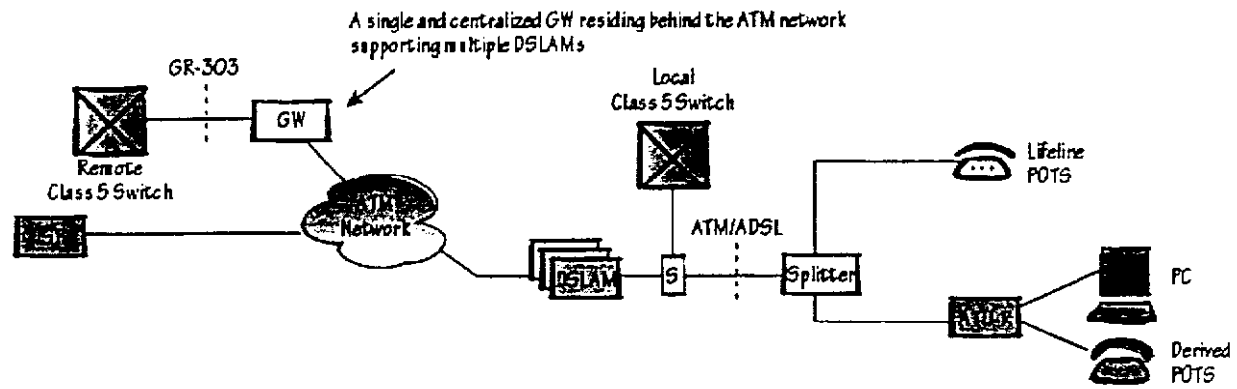 A single and centralized GW residing behind the ATM network
supporting multiple DSLAMs
GR-303
GW
Remote
Class 5 Switch
ATM
Network
Local
Class 5 Switch
DSLAM
S
ATM/ADSL
Splitter
Lifeline
POTS
PC
Derived
POTS